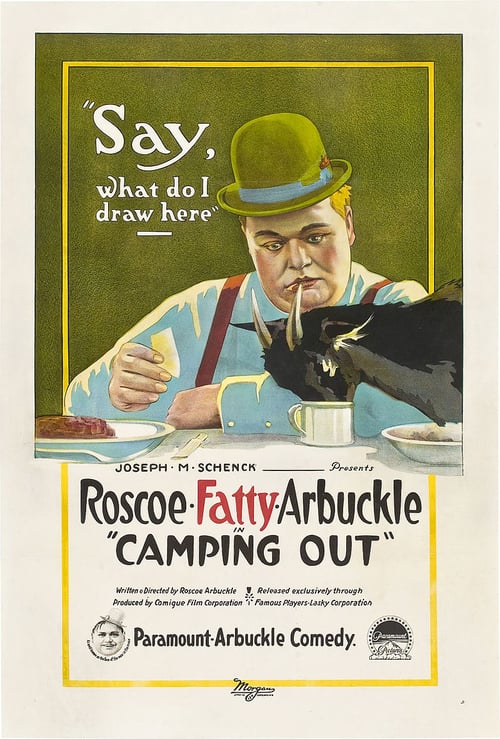 "Say,
what do I
draw here"
JOSEPH · M · SCHENCK Presents
Roscoe · Fatty · Arbuckle
IN
"CAMPING OUT"
Written & Directed by Roscoe Arbuckle
Produced by Comique Film Corporation
Released exclusively through
Famous Players-Lasky Corporation
Paramount-Arbuckle Comedy.
Paramount
Pictures
Morgan